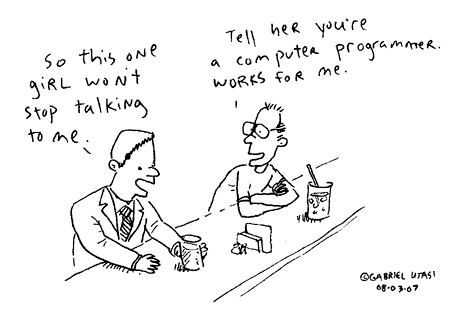 So this one
giRL won't
stop talking
to me.
Tell her you're
a computer programmer.
works for me.
©GABRIEL UTASI
08.03.07